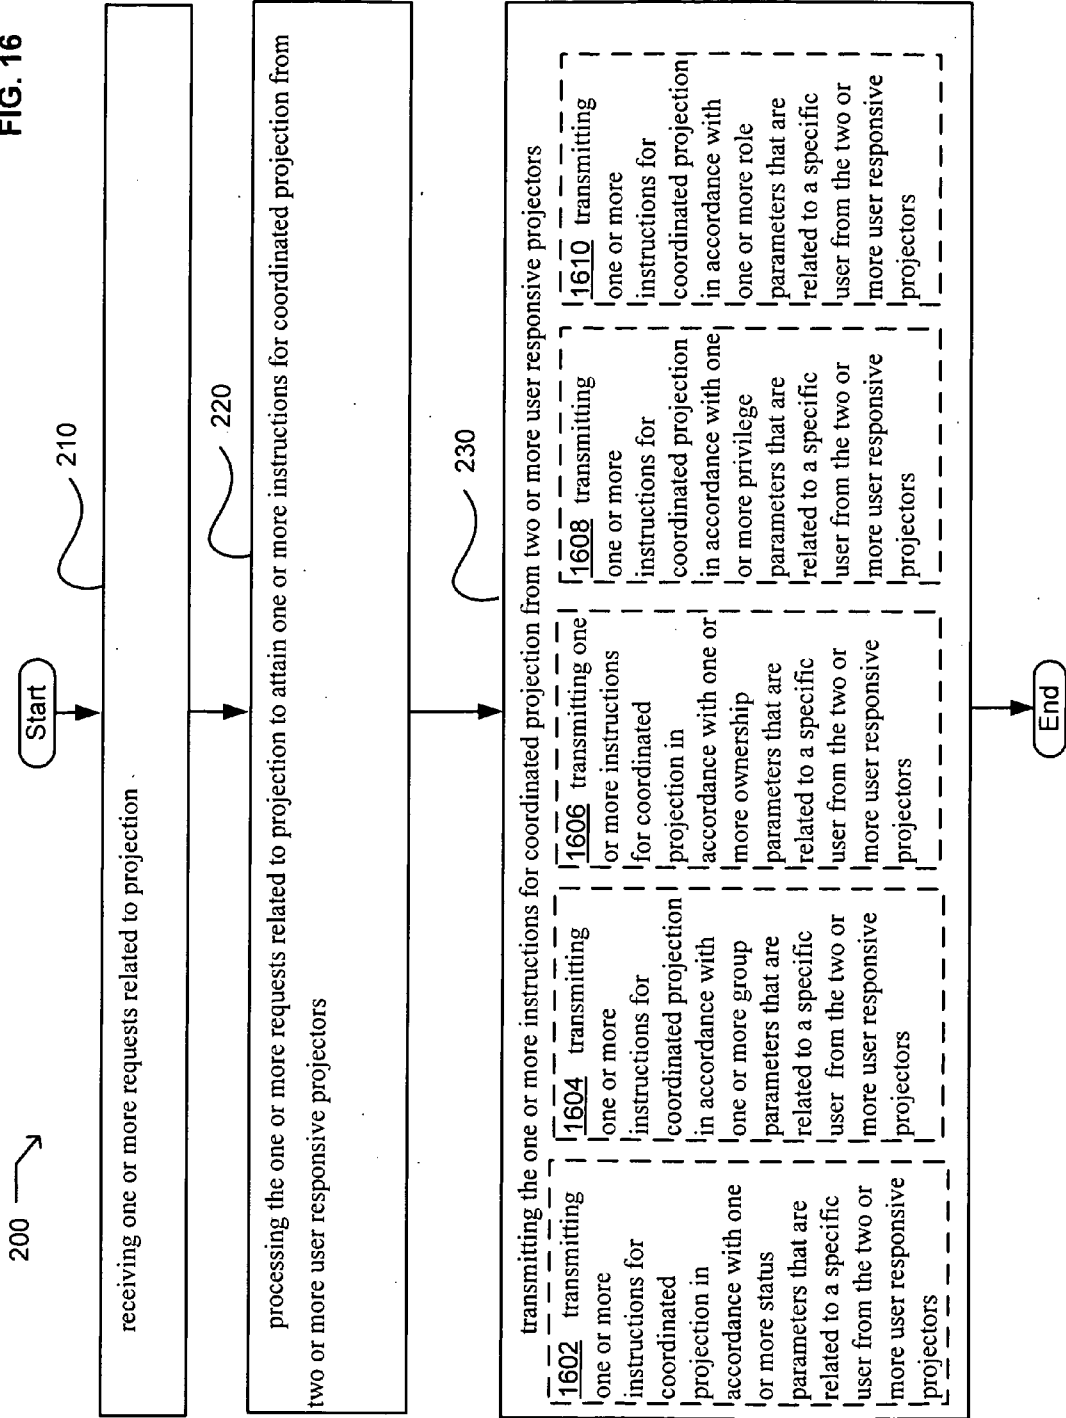 FIG. 16
200
Start
210
receiving one or more requests related to projection
220
processing the one or more requests related to projection to attain one or more instructions for coordinated projection from
two or more user responsive projectors
230
transmitting the one or more instructions for coordinated projection from two or more user responsive projectors
1602 transmitting
one or more
instructions for
coordinated
projection in
accordance with one
or more status
parameters that are
related to a specific
user from the two or
more user responsive
projectors
1604 transmitting
one or more
instructions for
coordinated projection
in accordance with
one or more group
parameters that are
related to a specific
user from the two or
more user responsive
projectors
1606 transmitting one
or more instructions
for coordinated
projection in
accordance with one or
more ownership
parameters that are
related to a specific
user from the two or
more user responsive
projectors
1608 transmitting
one or more
instructions for
coordinated projection
in accordance with one
or more privilege
parameters that are
related to a specific
user from the two or
more user responsive
projectors
1610 transmitting
one or more
instructions for
coordinated projection
in accordance with
one or more role
parameters that are
related to a specific
user from the two or
more user responsive
projectors
End